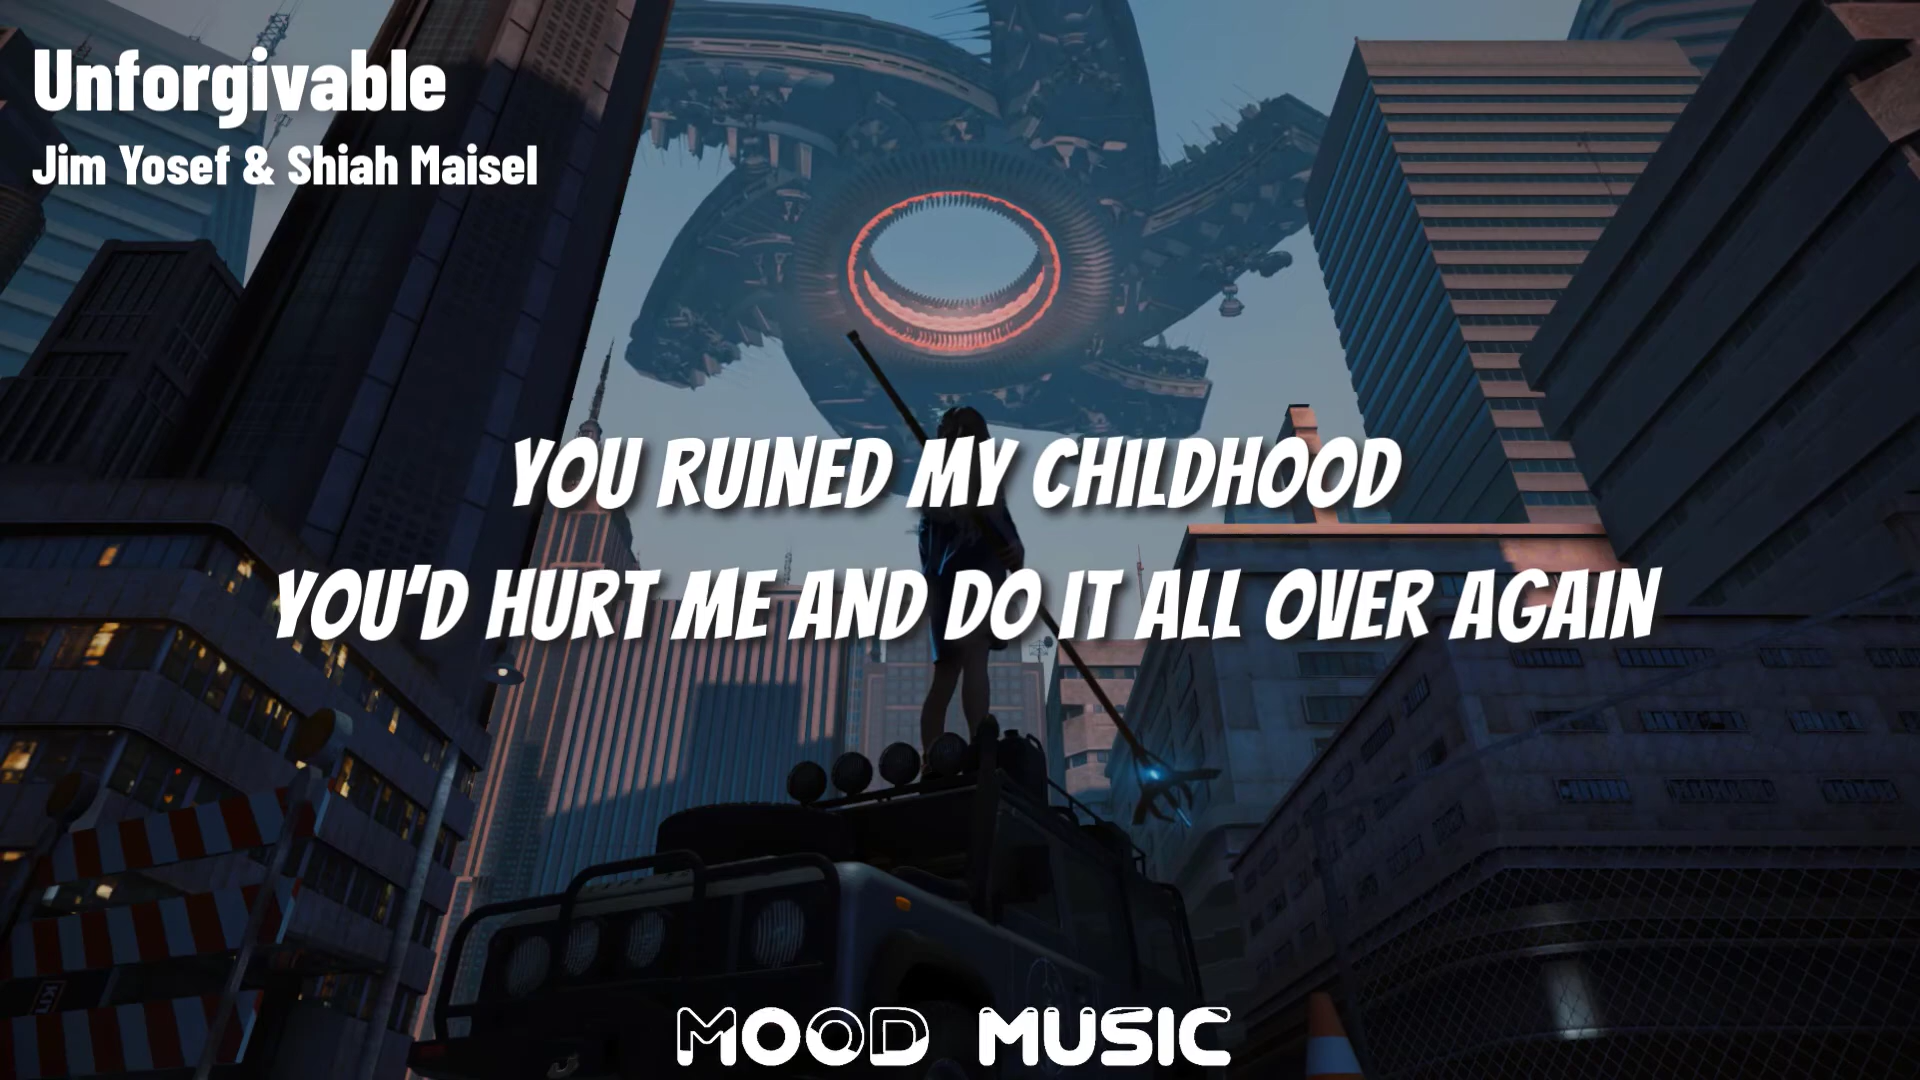 Unforgivable
Jim Yosef & Shiah Maisel
YOU RUINED MY CHILDHOOD
YOU'D HURT ME AND DO IT ALL OVER AGAIN
MOOD MUSIC